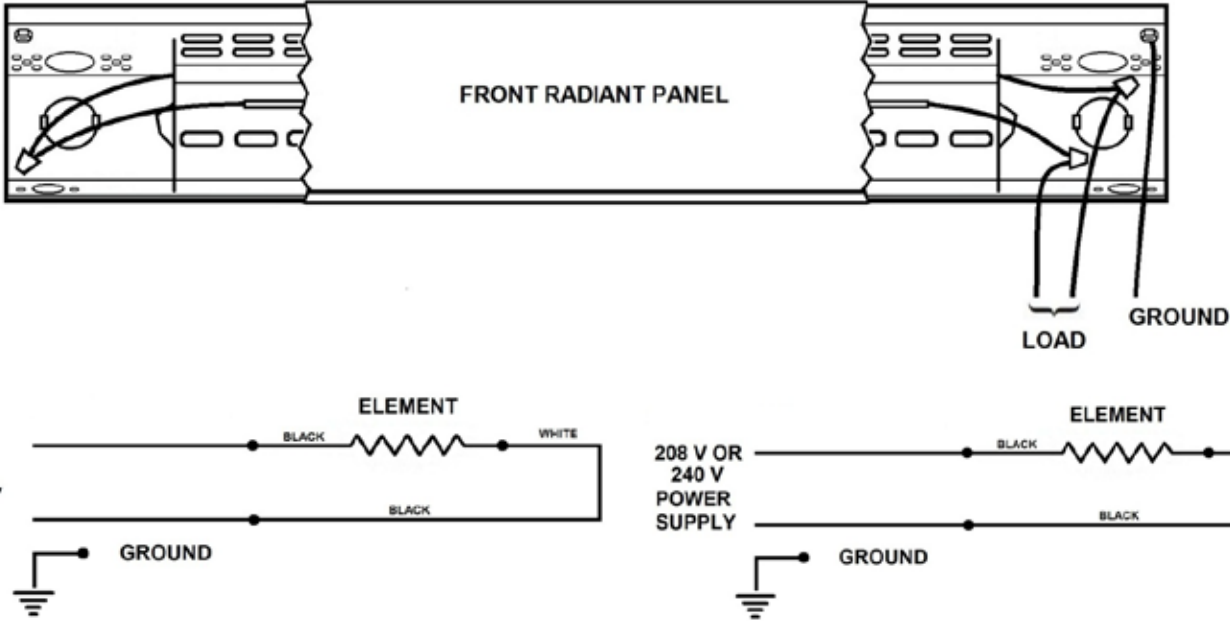 FRONT RADIANT PANEL
GROUND
LOAD
ELEMENT
BLACK
WHITE
BLACK
GROUND
ELEMENT
208 V OR
240 V
POWER
SUPPLY
BLACK
BLACK
GROUND